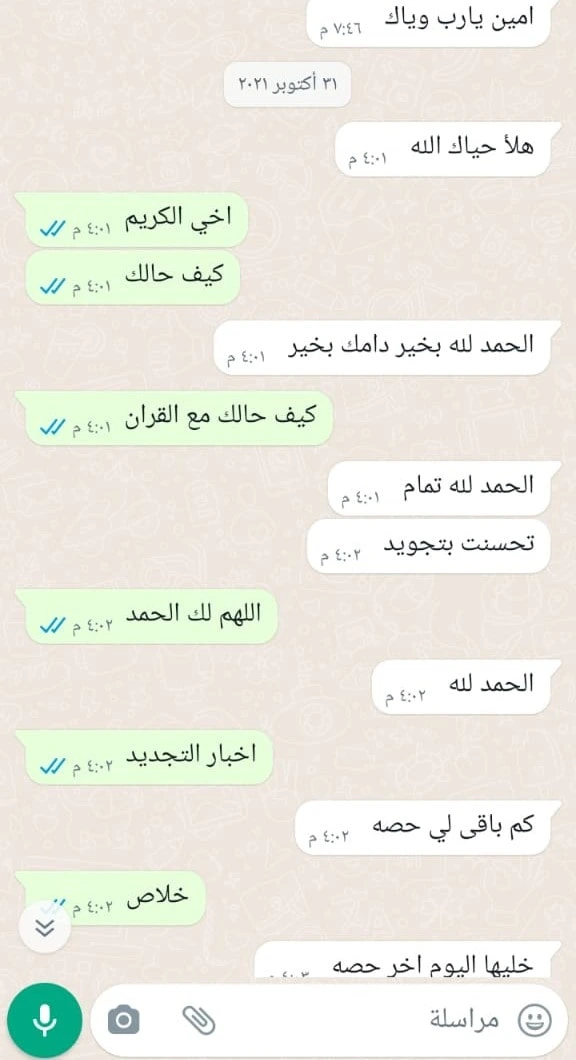 امين يارب وياك ٧:٤٦ م
٣١ أكتوبر ٢٠٢١
هلأ حياك الله ٤:٠١ م
اخي الكريم ٤:٠١ م
كيف حالك ٤:٠١ م
الحمد لله بخير دامك بخير ٤:٠١ م
كيف حالك مع القران ٤:٠١ م
الحمد لله تمام ٤:٠١ م
تحسنت بتجويد ٤:٠٢ م
اللهم لك الحمد ٤:٠٢ م
الحمد لله ٤:٠٢ م
اخبار التجديد ٤:٠٢ م
كم باقى لي حصه ٤:٠٢ م
خلاص ٤:٠٢ م
خليها اليوم اخر حصه
مراسلة